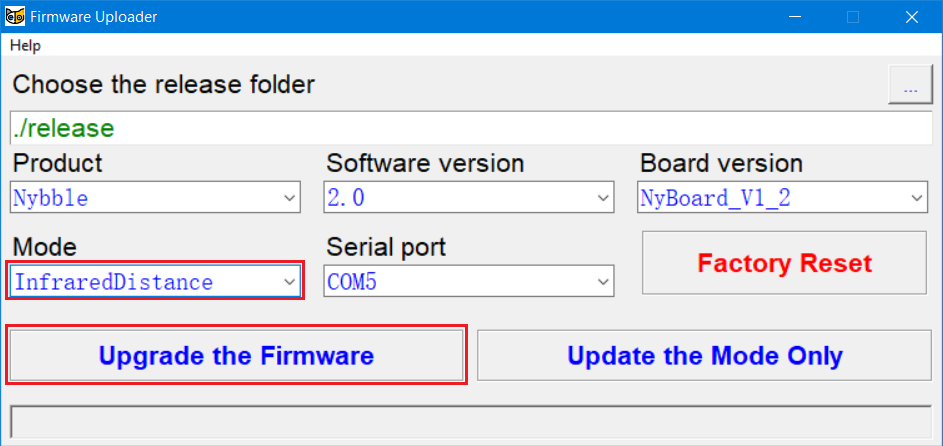 Firmware Uploader
Help
Choose the release folder
...
./release
Product
Software version
Board version
Nybble
2.0
NyBoard_V1_2
Mode
Serial port
InfraredDistance
COM5
Factory Reset
Upgrade the Firmware
Update the Mode Only